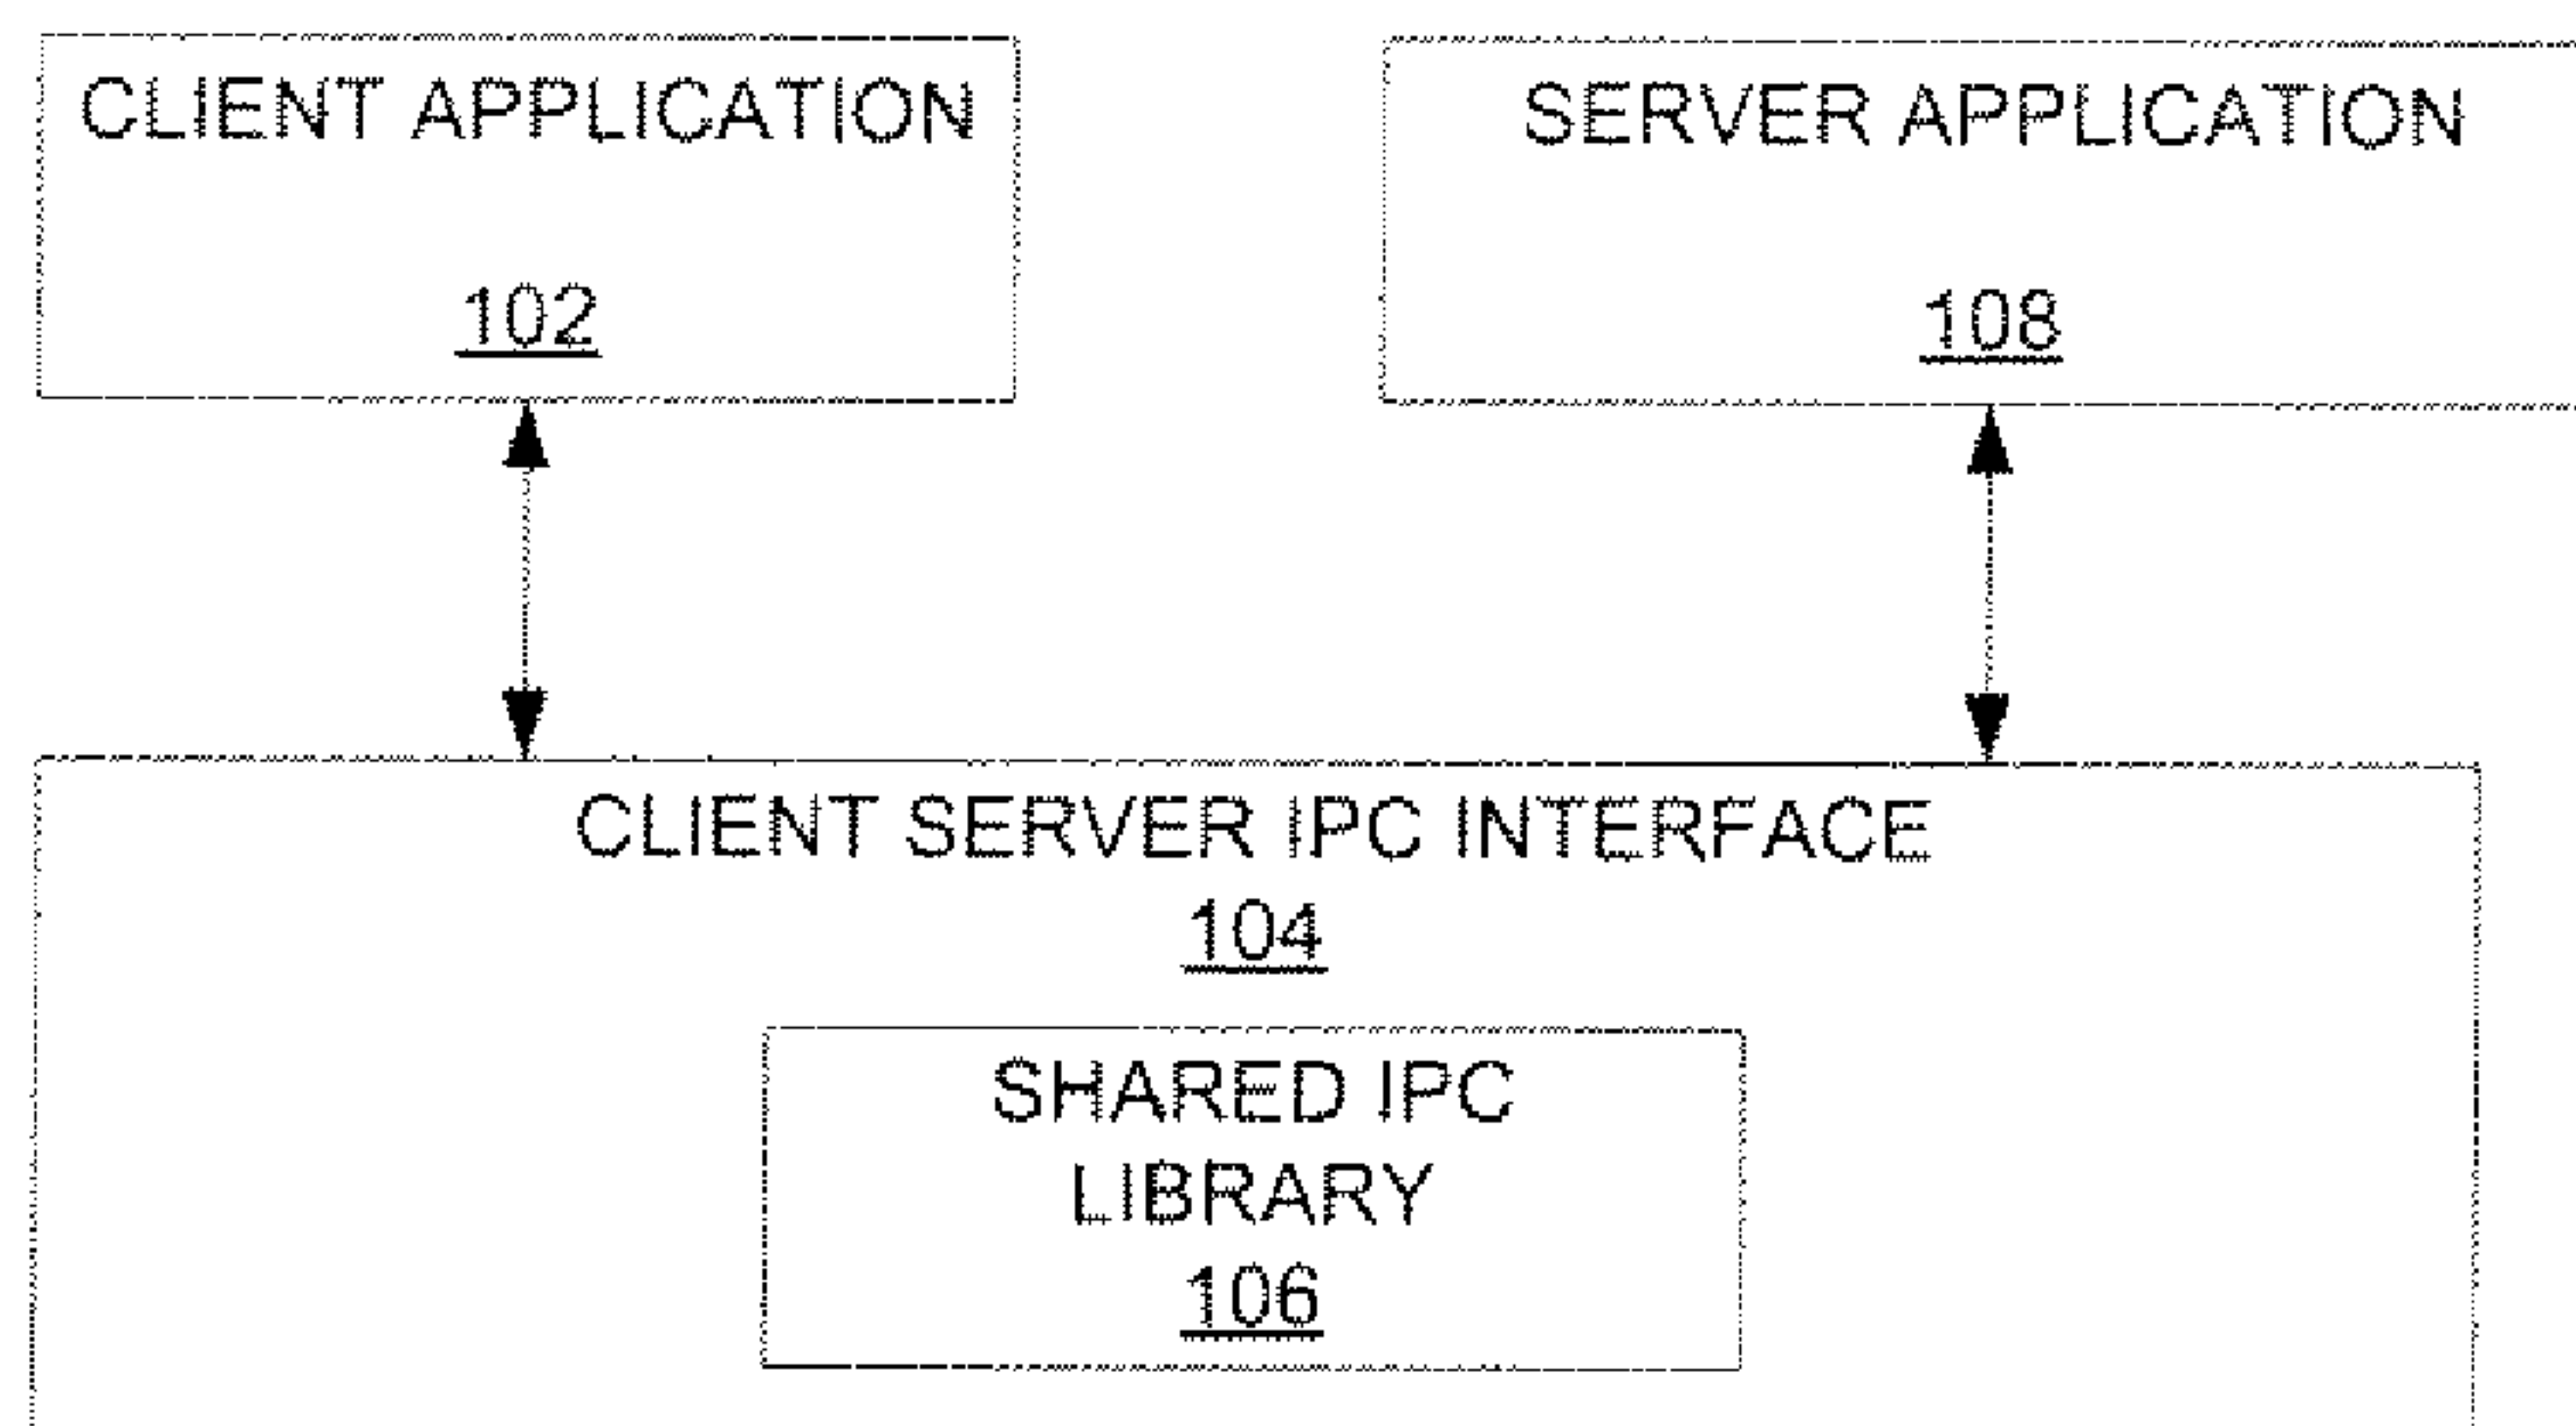 CLIENT APPLICATION
102
SERVER APPLICATION
108
CLIENT SERVER IPC INTERFACE
104
SHARED IPC
LIBRARY
106